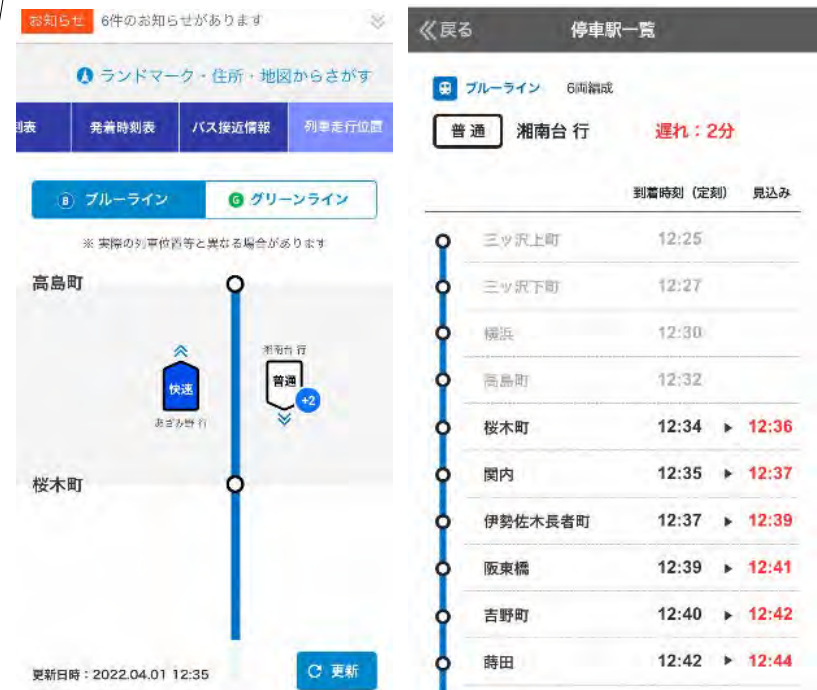 お知らせ 6件のお知らせがあります
ランドマーク・住所・地図からさがす
刻表 発着時刻表 バス接近情報 列車走行位置
B ブルーライン G グリーンライン
※ 実際の列車位置等と異なる場合があります
高島町
湘南台 行
快速 普通
+2
あざみ野 行
桜木町
更新日時：2022.04.01 12:35 更新
戻る 停車駅一覧
ブルーライン 6両編成
普通 湘南台 行 遅れ：2分
到着時刻（定刻） 見込み
三ッ沢上町 12:25
三ッ沢下町 12:27
横浜 12:30
高島町 12:32
桜木町 12:34 ▶ 12:36
関内 12:35 ▶ 12:37
伊勢佐木長者町 12:37 ▶ 12:39
阪東橋 12:39 ▶ 12:41
吉野町 12:40 ▶ 12:42
蒔田 12:42 ▶ 12:44